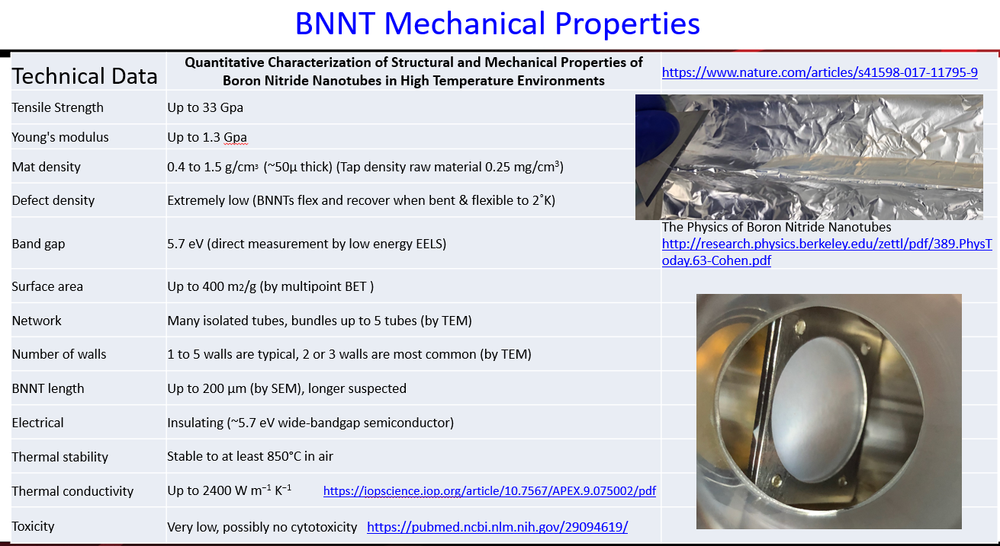 BNNT Mechanical Properties
Technical Data
Quantitative Characterization of Structural and Mechanical Properties of
Boron Nitride Nanotubes in High Temperature Environments
https://www.nature.com/articles/s41598-017-11795-9
Tensile Strength
Up to 33 Gpa
Young's modulus
Up to 1.3 Gpa
Mat density
0.4 to 1.5 g/cm³ (~50µ thick) (Tap density raw material 0.25 mg/cm³)
Defect density
Extremely low (BNNTs flex and recover when bent & flexible to 2˚K)
Band gap
5.7 eV (direct measurement by low energy EELS)
The Physics of Boron Nitride Nanotubes
http://research.physics.berkeley.edu/zettl/pdf/389.PhysT
oday.63-Cohen.pdf
Surface area
Up to 400 m2/g (by multipoint BET )
Network
Many isolated tubes, bundles up to 5 tubes (by TEM)
Number of walls
1 to 5 walls are typical, 2 or 3 walls are most common (by TEM)
BNNT length
Up to 200 µm (by SEM), longer suspected
Electrical
Insulating (~5.7 eV wide-bandgap semiconductor)
Thermal stability
Stable to at least 850°C in air
Thermal conductivity
Up to 2400 W m⁻¹ K⁻¹ https://iopscience.iop.org/article/10.7567/APEX.9.075002/pdf
Toxicity
Very low, possibly no cytotoxicity https://pubmed.ncbi.nlm.nih.gov/29094619/